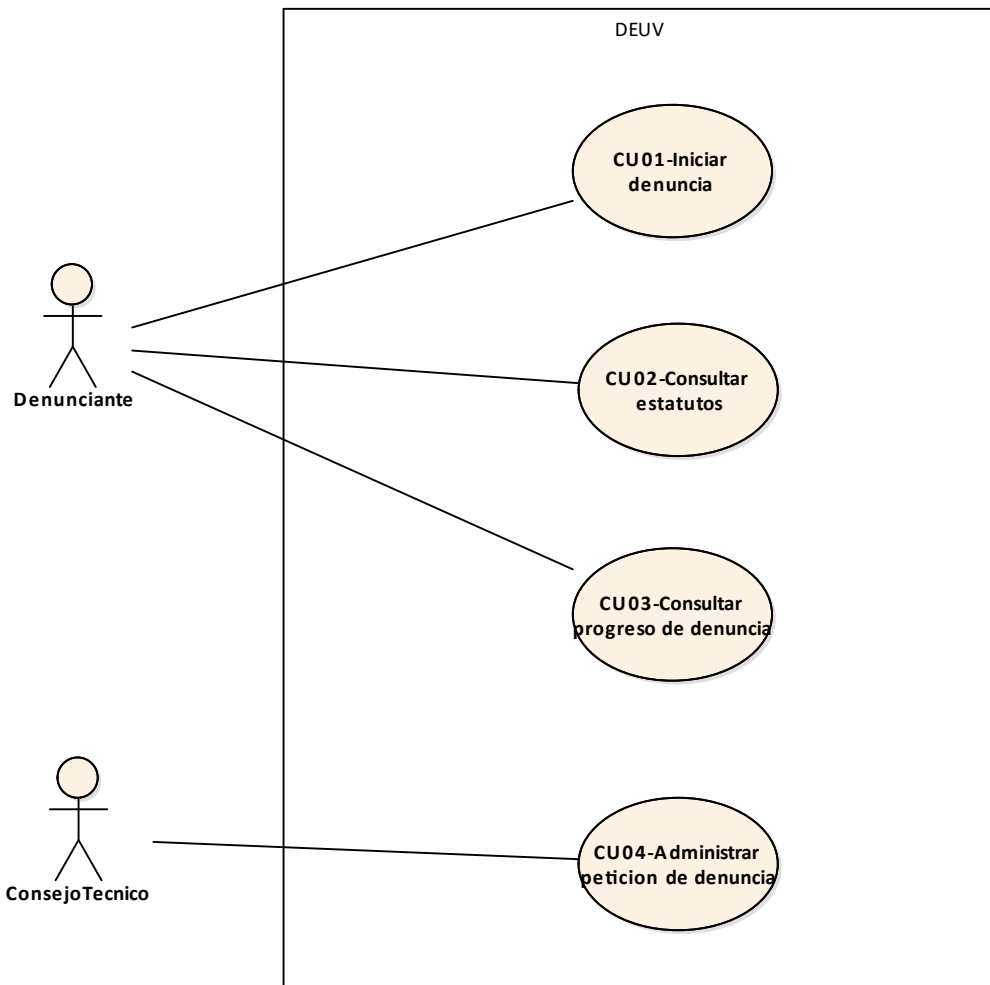 DEUV
CU01-Iniciar
denuncia
Denunciante
CU02-Consultar
estatutos
CU03-Consultar
progreso de denuncia
ConsejoTecnico
CU04-Administrar
peticion de denuncia